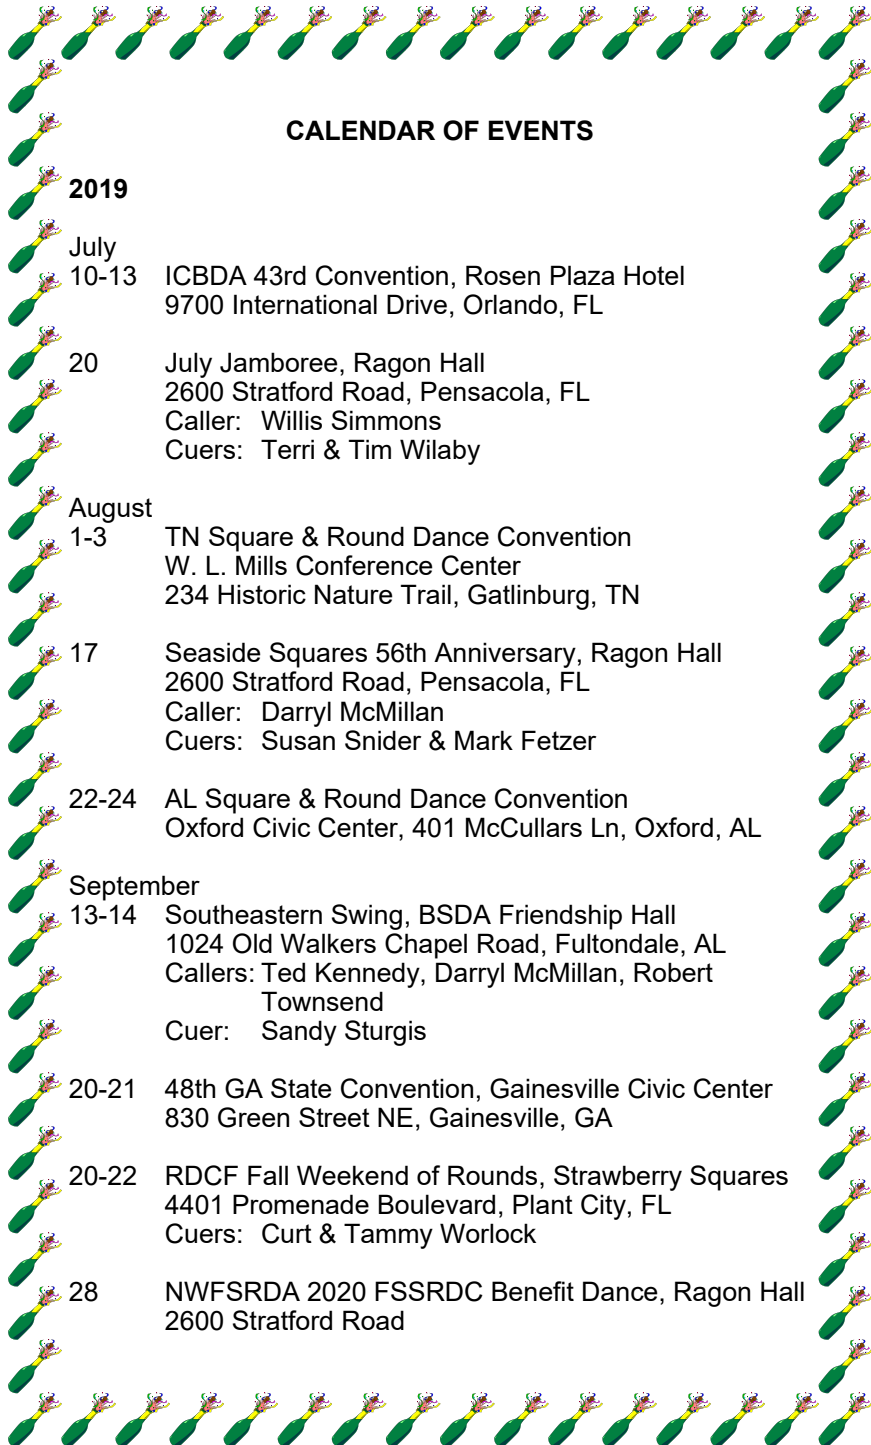 CALENDAR OF EVENTS
2019
July
10-13 ICBDA 43rd Convention, Rosen Plaza Hotel
9700 International Drive, Orlando, FL
20 July Jamboree, Ragon Hall
2600 Stratford Road, Pensacola, FL
Caller: Willis Simmons
Cuers: Terri & Tim Wilaby
August
1-3 TN Square & Round Dance Convention
W. L. Mills Conference Center
234 Historic Nature Trail, Gatlinburg, TN
17 Seaside Squares 56th Anniversary, Ragon Hall
2600 Stratford Road, Pensacola, FL
Caller: Darryl McMillan
Cuers: Susan Snider & Mark Fetzer
22-24 AL Square & Round Dance Convention
Oxford Civic Center, 401 McCullars Ln, Oxford, AL
September
13-14 Southeastern Swing, BSDA Friendship Hall
1024 Old Walkers Chapel Road, Fultondale, AL
Callers: Ted Kennedy, Darryl McMillan, Robert
Townsend
Cuer: Sandy Sturgis
20-21 48th GA State Convention, Gainesville Civic Center
830 Green Street NE, Gainesville, GA
20-22 RDCF Fall Weekend of Rounds, Strawberry Squares
4401 Promenade Boulevard, Plant City, FL
Cuers: Curt & Tammy Worlock
28 NWFSRDA 2020 FSSRDC Benefit Dance, Ragon Hall
2600 Stratford Road